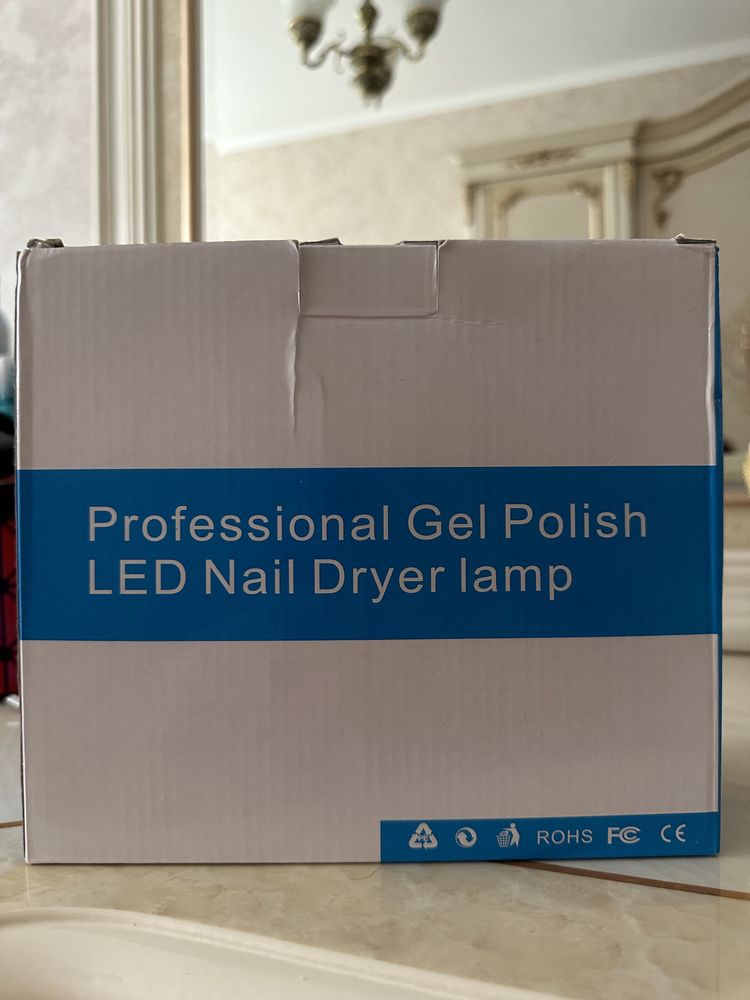 Professional Gel Polish
LED Nail Dryer lamp
ROHS FC CE